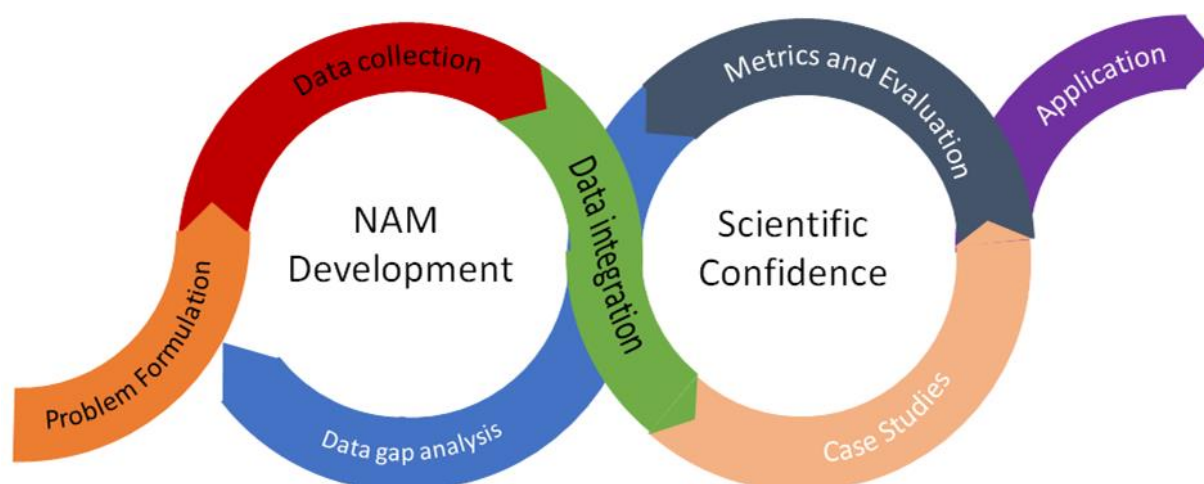 Data collection
Metrics and Evaluation
Application
NAM
Development
Data integration
Scientific
Confidence
Problem Formulation
Data gap analysis
Case Studies